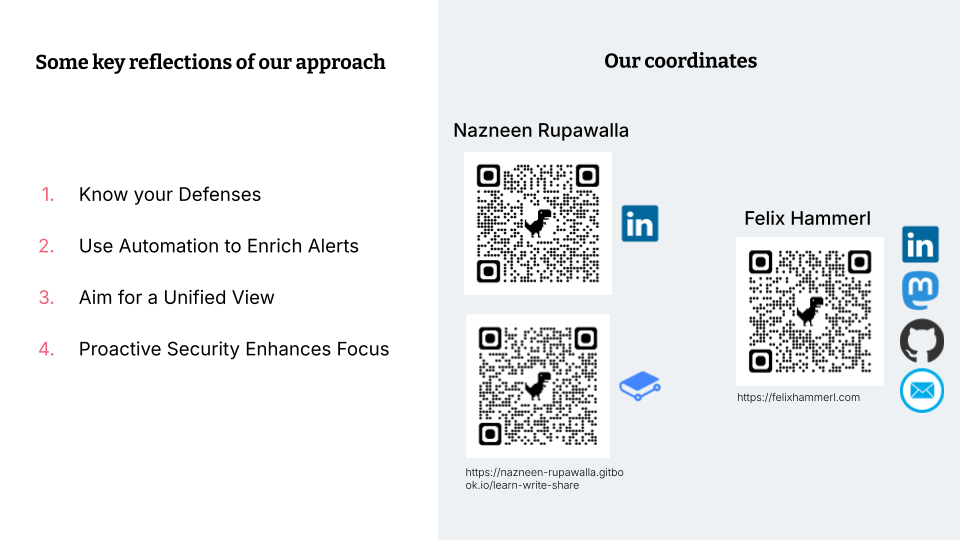 Some key reflections of our approach
1. Know your Defenses
2. Use Automation to Enrich Alerts
3. Aim for a Unified View
4. Proactive Security Enhances Focus
Our coordinates
Nazneen Rupawalla
in
https://nazneen-rupawalla.gitbo
ok.io/learn-write-share
Felix Hammerl
in
m
https://felixhammerl.com